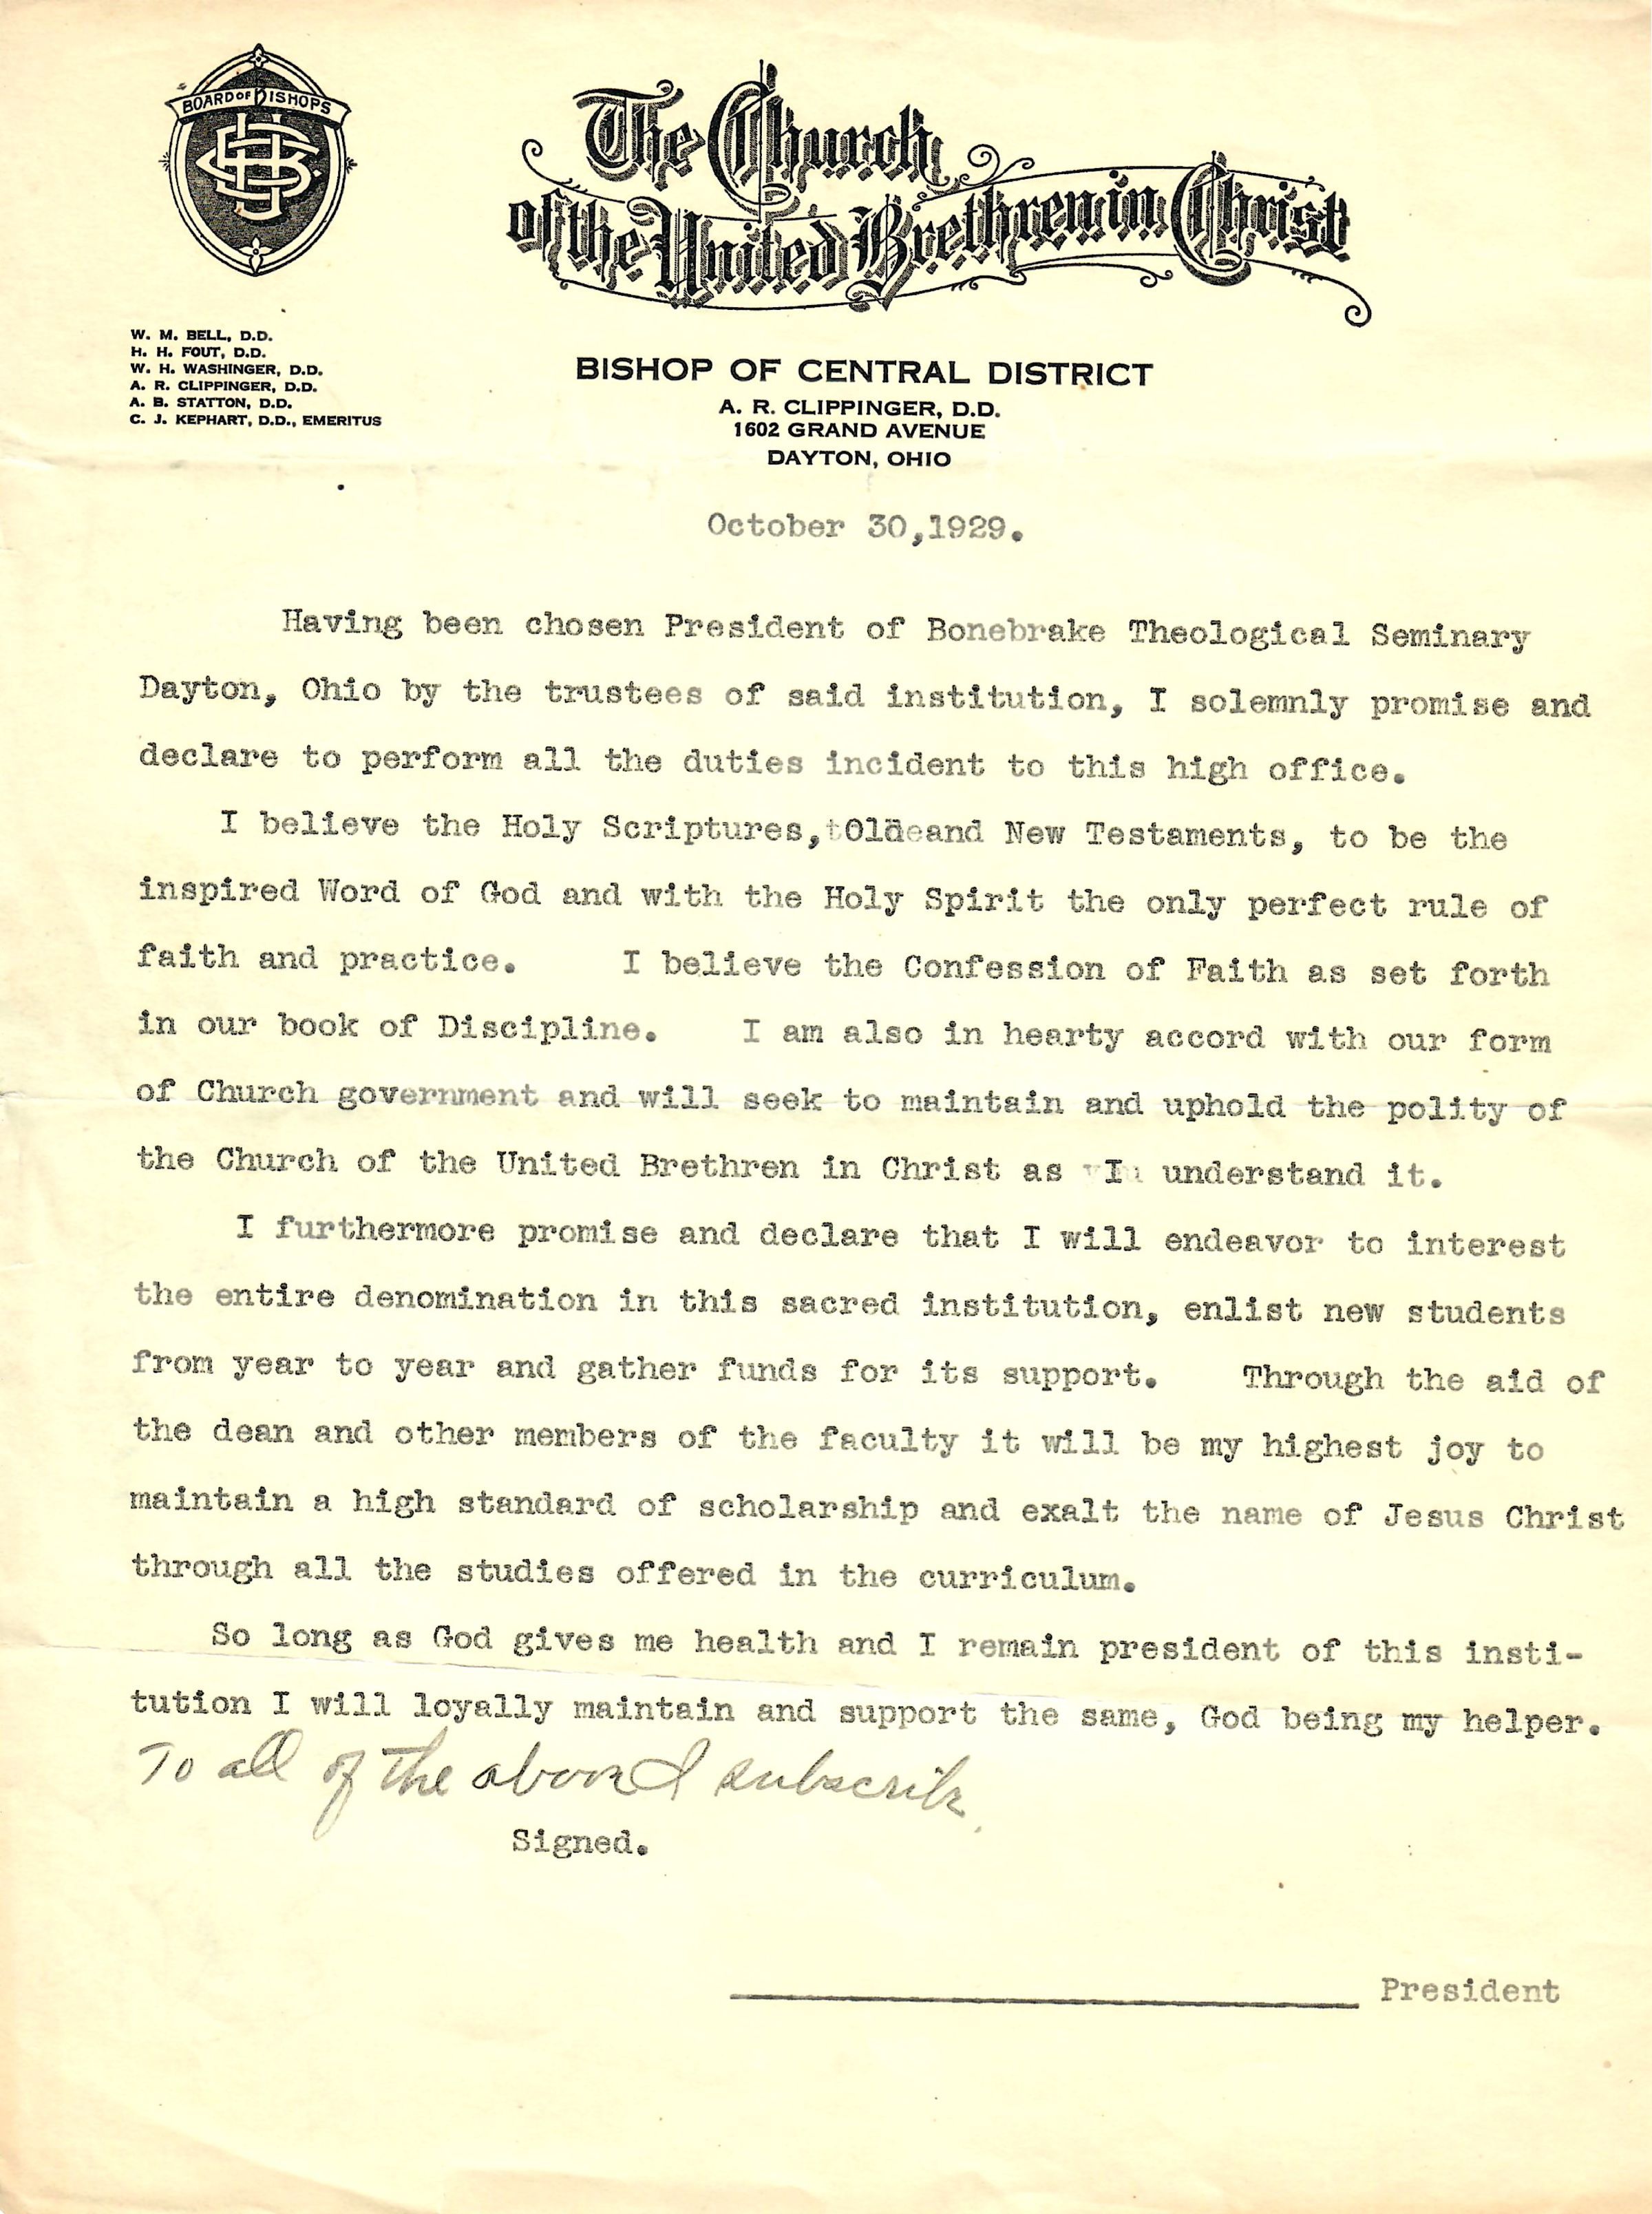 BOARD OF BISHOPS
The Church
of the United Brethren in Christ
W. M. BELL, D.D.
H. H. FOUT, D.D.
W. H. WASHINGER, D.D.
A. R. CLIPPINGER, D.D.
A. B. STATTON, D.D.
C. J. KEPHART, D.D., EMERITUS
BISHOP OF CENTRAL DISTRICT
A. R. CLIPPINGER, D.D.
1602 GRAND AVENUE
DAYTON, OHIO
October 30,1929.
Having been chosen President of Bonebrake Theological Seminary
Dayton, Ohio by the trustees of said institution, I solemnly promise and
declare to perform all the duties incident to this high office.
I believe the Holy Scriptures, Old and New Testaments, to be the
inspired Word of God and with the Holy Spirit the only perfect rule of
faith and practice. I believe the Confession of Faith as set forth
in our book of Discipline. I am also in hearty accord with our form
of Church government and will seek to maintain and uphold the polity of
the Church of the United Brethren in Christ as I understand it.
I furthermore promise and declare that I will endeavor to interest
the entire denomination in this sacred institution, enlist new students
from year to year and gather funds for its support. Through the aid of
the dean and other members of the faculty it will be my highest joy to
maintain a high standard of scholarship and exalt the name of Jesus Christ
through all the studies offered in the curriculum.
So long as God gives me health and I remain president of this insti-
tution I will loyally maintain and support the same, God being my helper.
To all of the above I subscribe.
Signed.
President